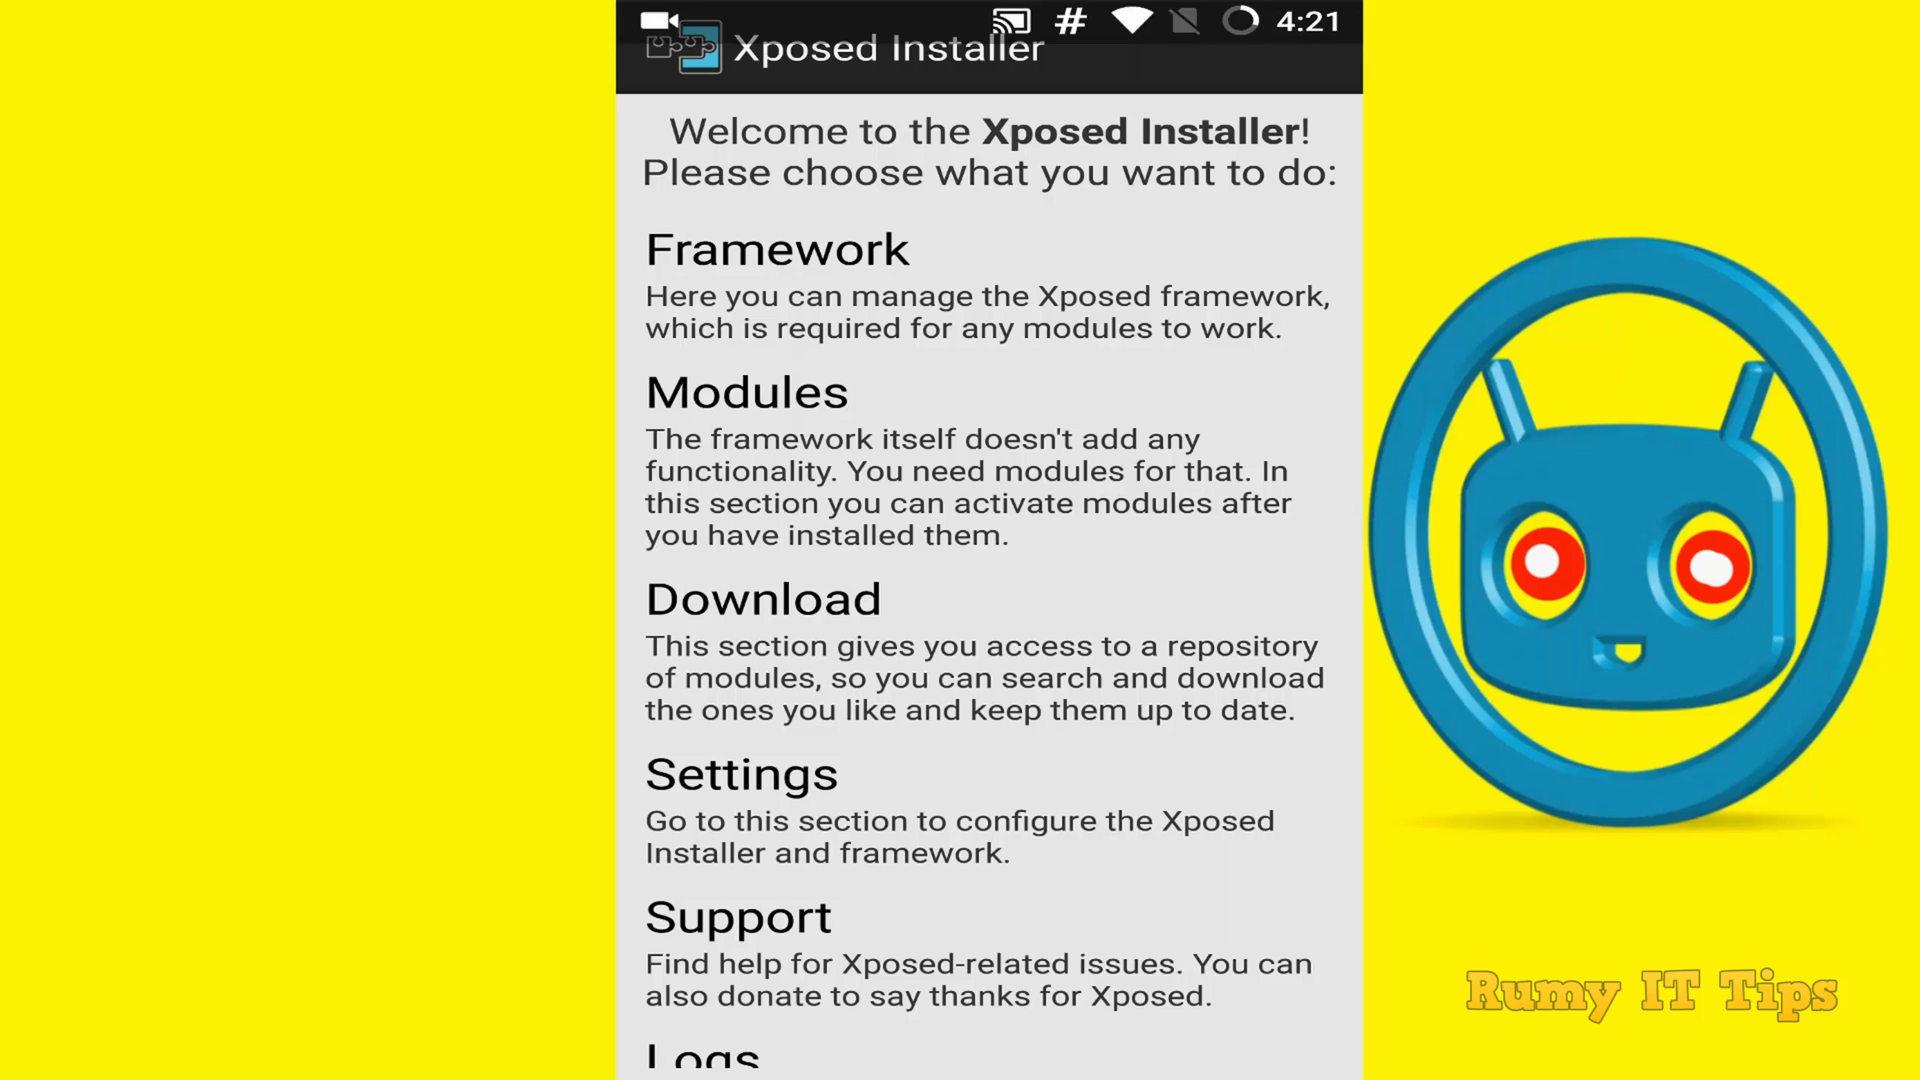 4:21
Xposed Installer
Welcome to the Xposed Installer!
Please choose what you want to do:
Framework
Here you can manage the Xposed framework,
which is required for any modules to work.
Modules
The framework itself doesn't add any
functionality. You need modules for that. In
this section you can activate modules after
you have installed them.
Download
This section gives you access to a repository
of modules, so you can search and download
the ones you like and keep them up to date.
Settings
Go to this section to configure the Xposed
Installer and framework.
Support
Find help for Xposed-related issues. You can
also donate to say thanks for Xposed.
Logs
Rumy IT Tips